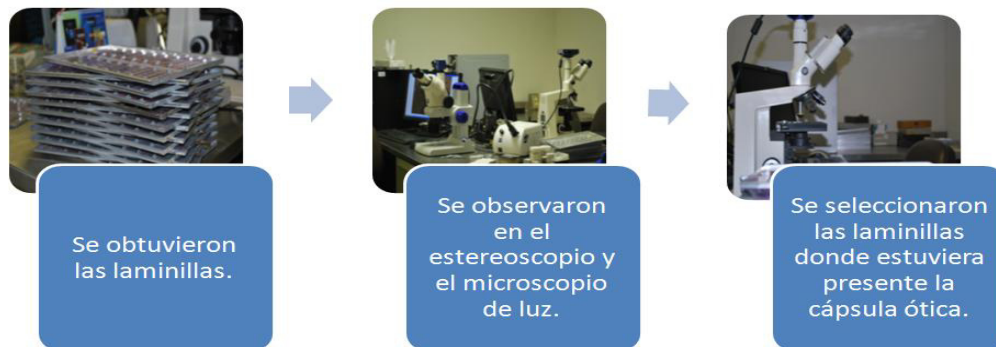 Se obtuvieron
las laminillas.
Se observaron
en el
estereoscopio y
el microscopio
de luz.
Se seleccionaron
las laminillas
donde estuviera
presente la
cápsula ótica.